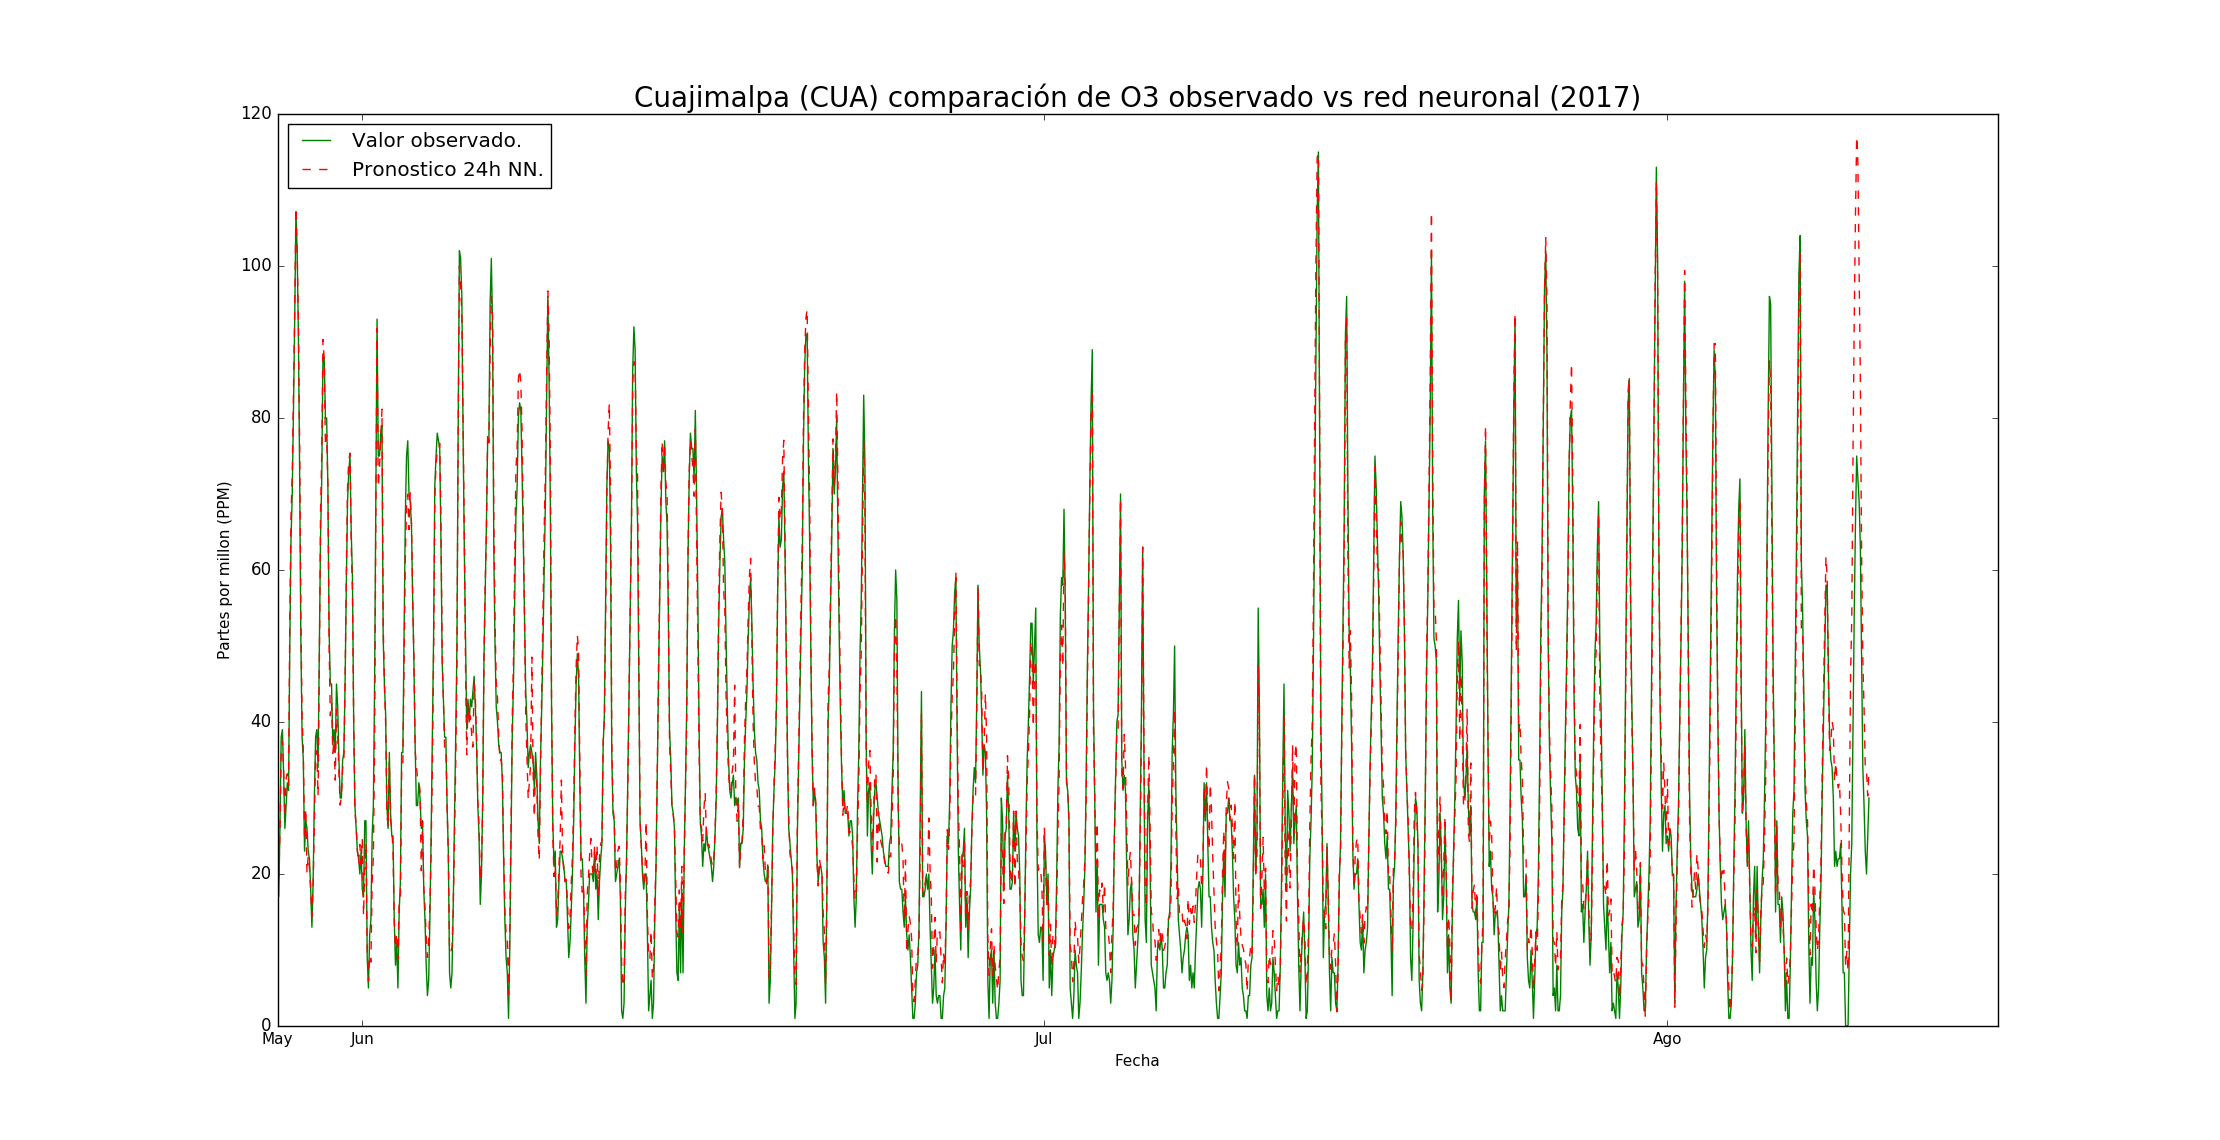 Cuajimalpa (CUA) comparación de O3 observado vs red neuronal (2017)
120
100
80
60
40
20
0
Valor observado.
Pronostico 24h NN.
Partes por millon (PPM)
May Jun Jul Ago
Fecha